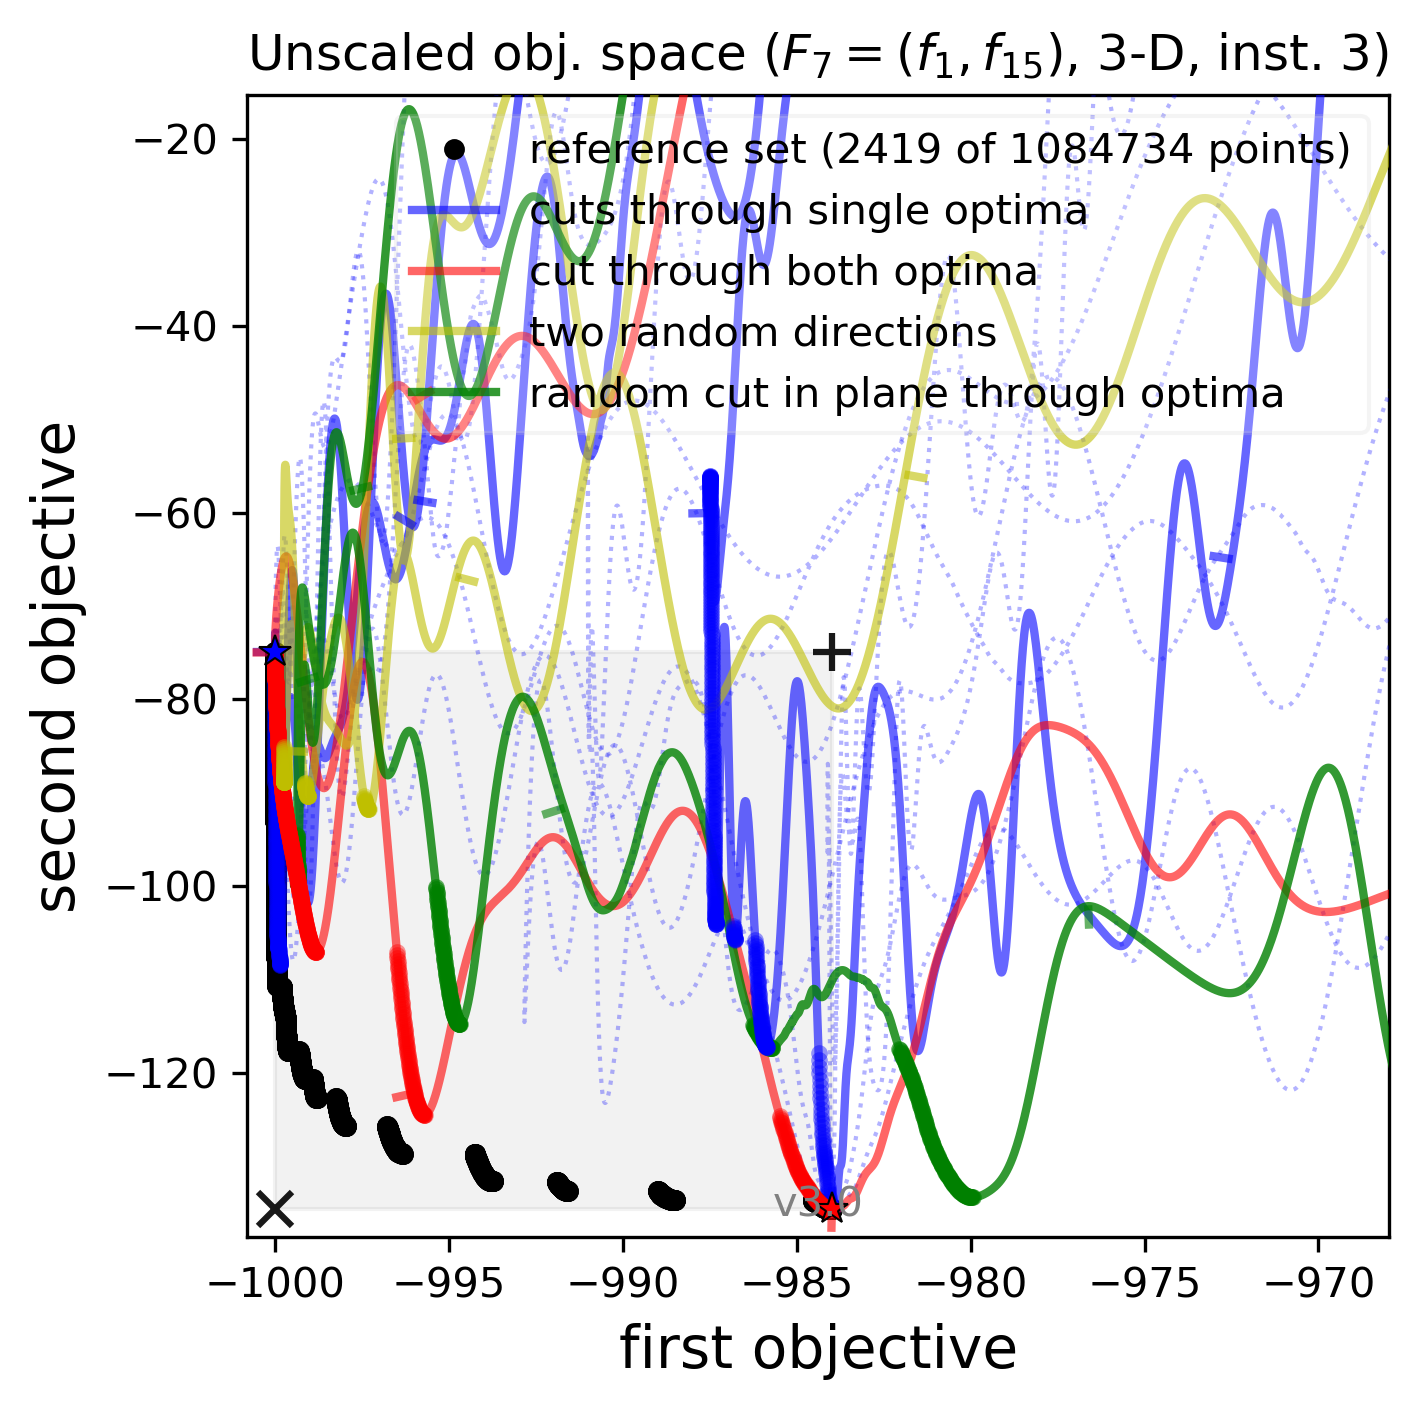 Unscaled obj. space (F₇ = (f₁, f₁₅), 3-D, inst. 3)
reference set (2419 of 1084734 points)
cuts through single optima
cut through both optima
two random directions
random cut in plane through optima
second objective
−20
−40
−60
−80
−100
−120
v3.0
−1000 −995 −990 −985 −980 −975 −970
first objective